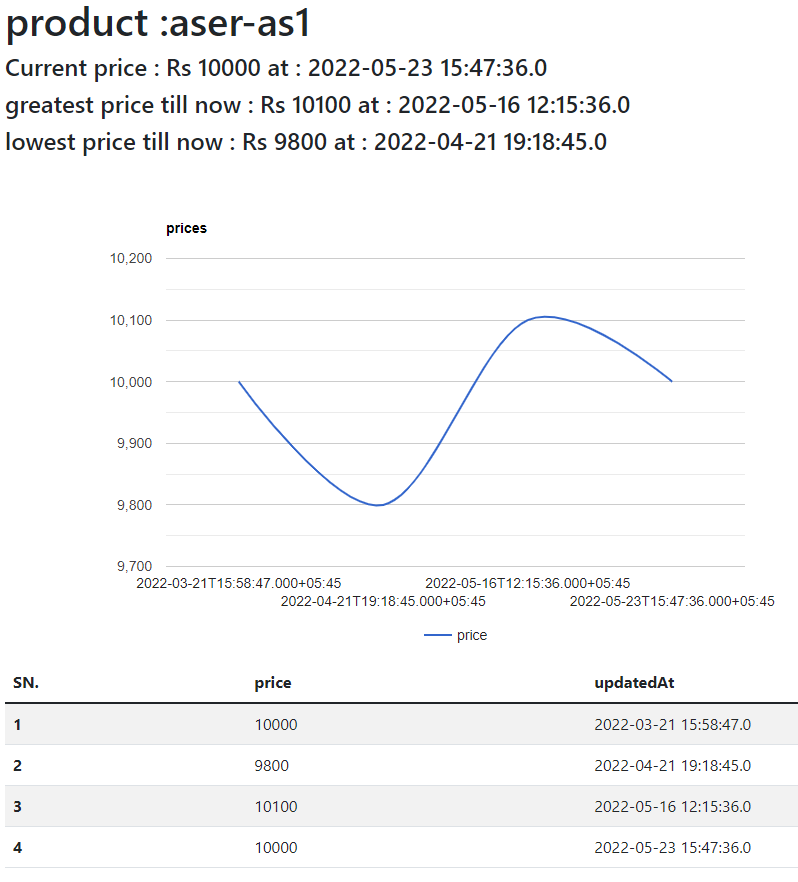 product :aser-as1
Current price : Rs 10000 at : 2022-05-23 15:47:36.0
greatest price till now : Rs 10100 at : 2022-05-16 12:15:36.0
lowest price till now : Rs 9800 at : 2022-04-21 19:18:45.0
prices
10,200
10,100
10,000
9,900
9,800
9,700
2022-03-21T15:58:47.000+05:45 2022-05-16T12:15:36.000+05:45
2022-04-21T19:18:45.000+05:45 2022-05-23T15:47:36.000+05:45
price
SN. price updatedAt
1 10000 2022-03-21 15:58:47.0
2 9800 2022-04-21 19:18:45.0
3 10100 2022-05-16 12:15:36.0
4 10000 2022-05-23 15:47:36.0